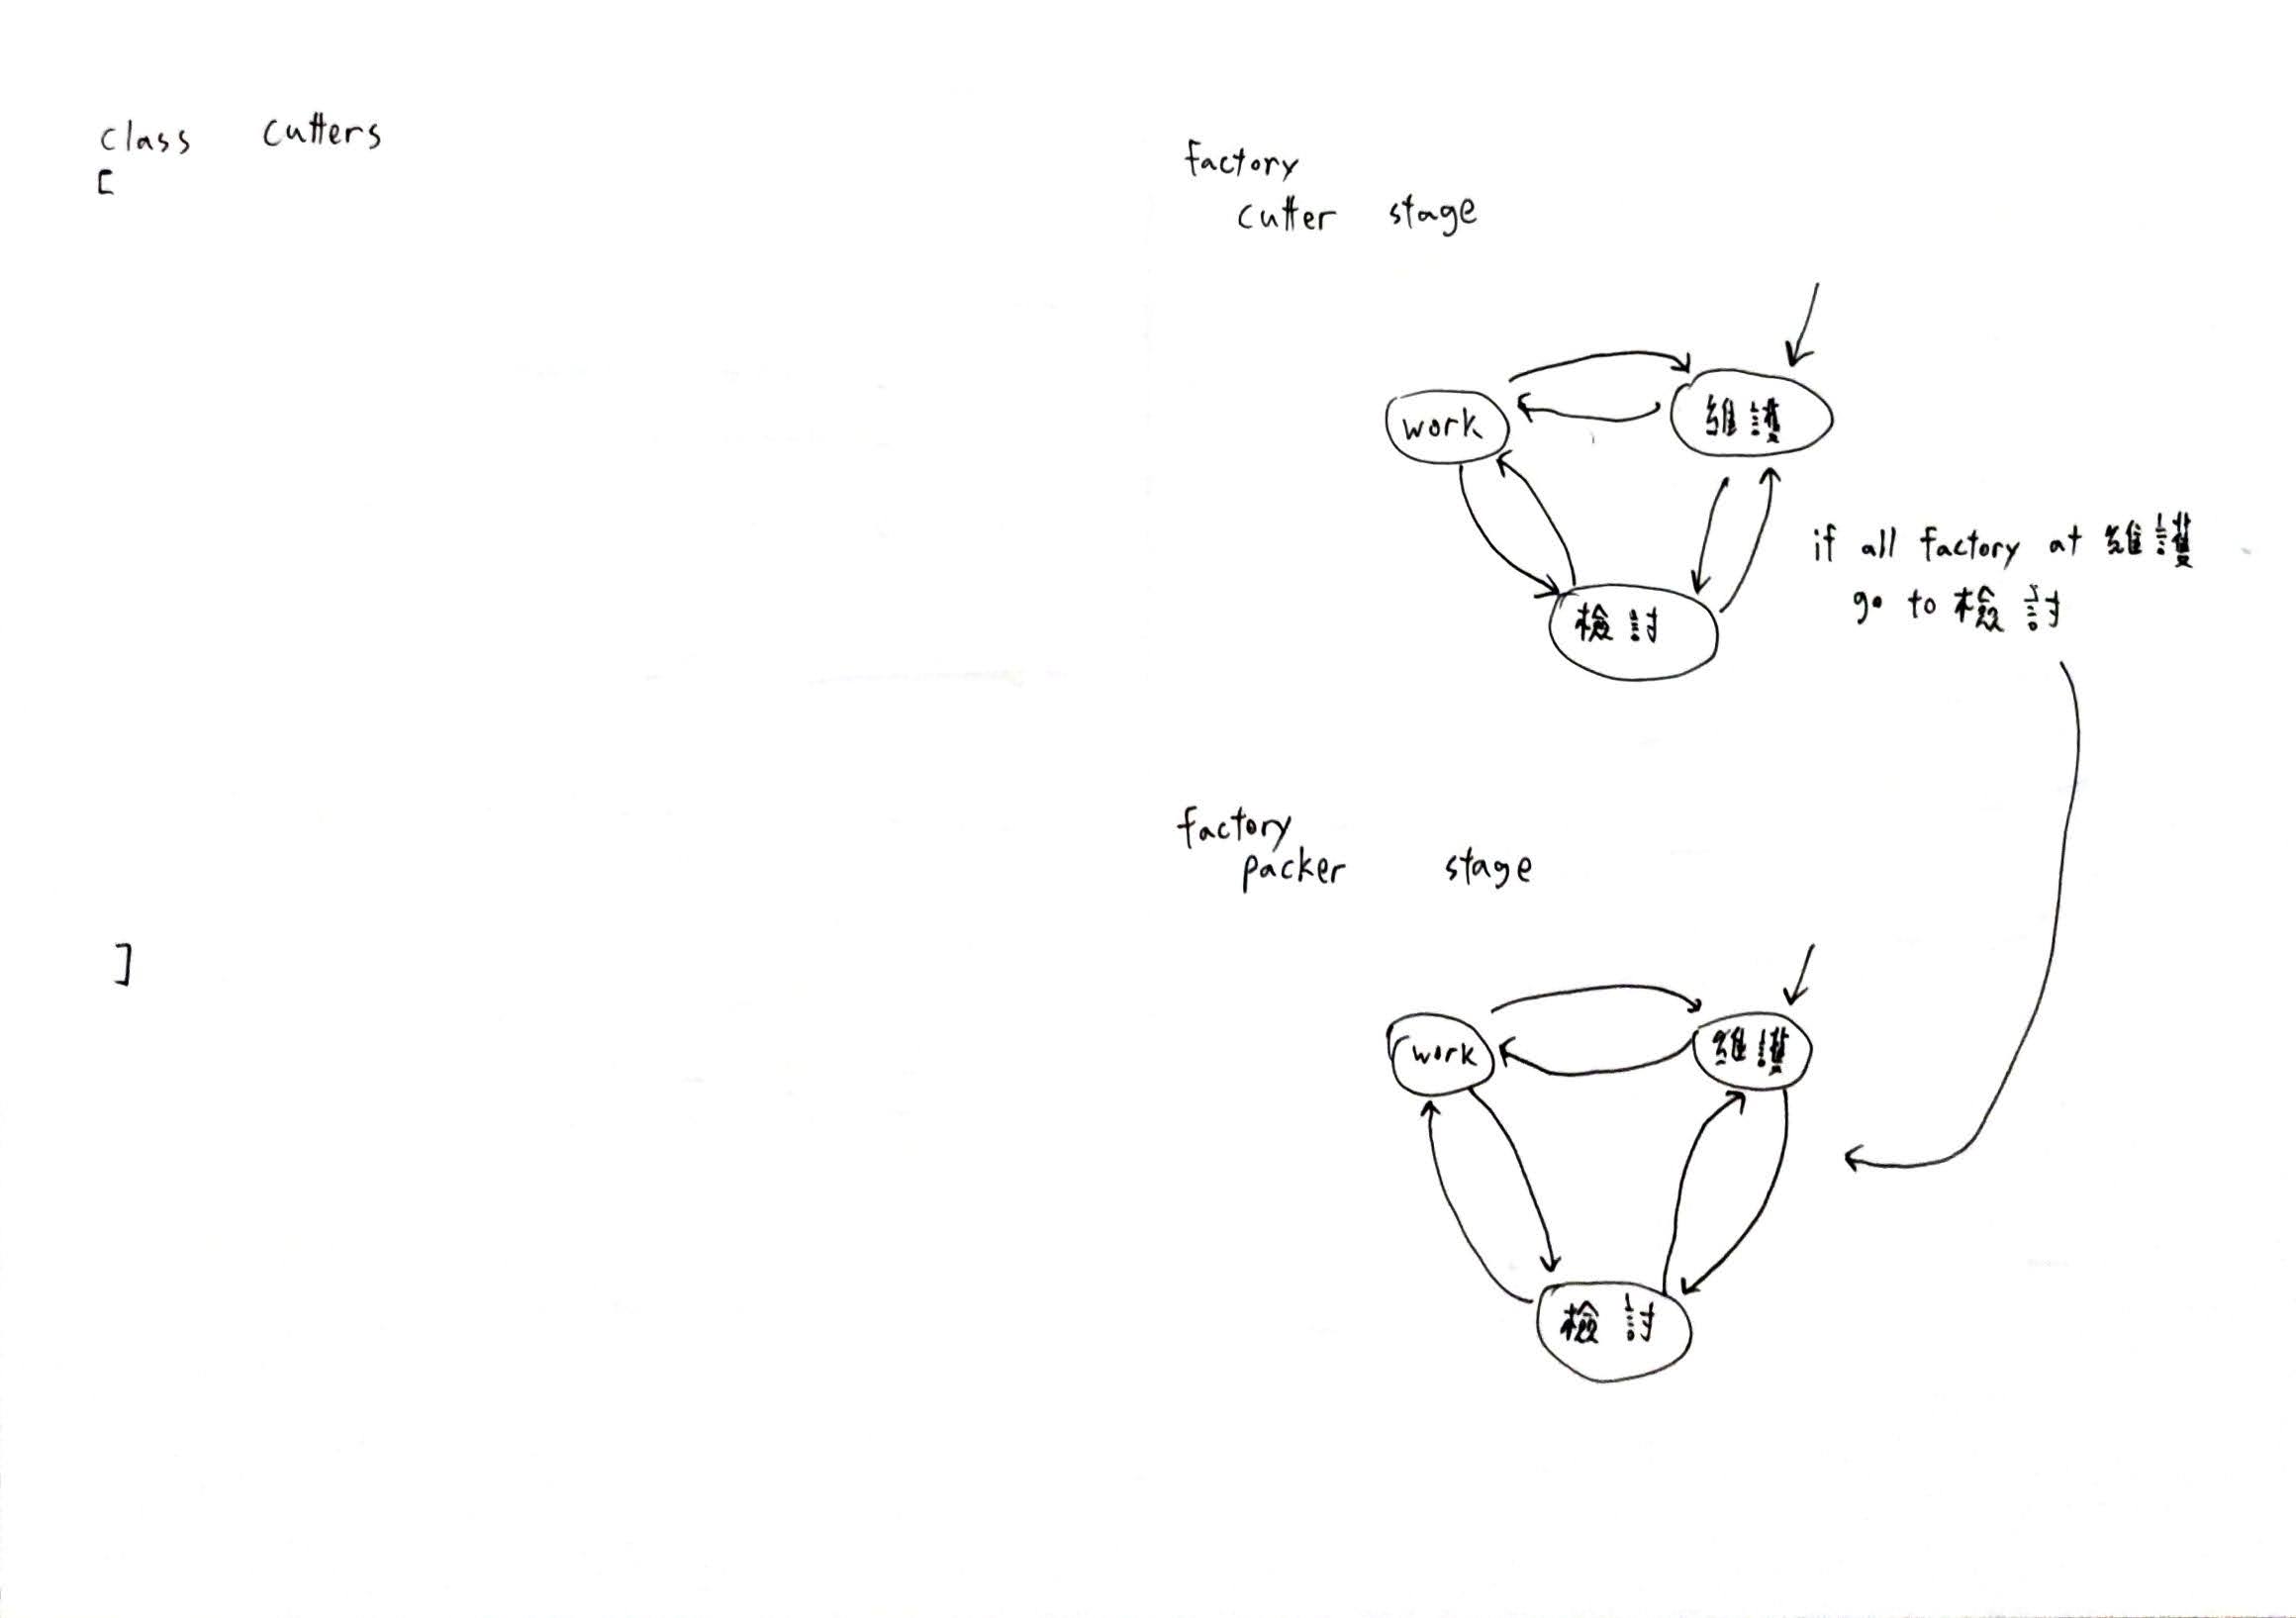 class cutters
[
]
factory
cutter stage
work
維護
檢討
if all factory at 維護
go to 檢討
factory
packer stage
work
維護
檢討